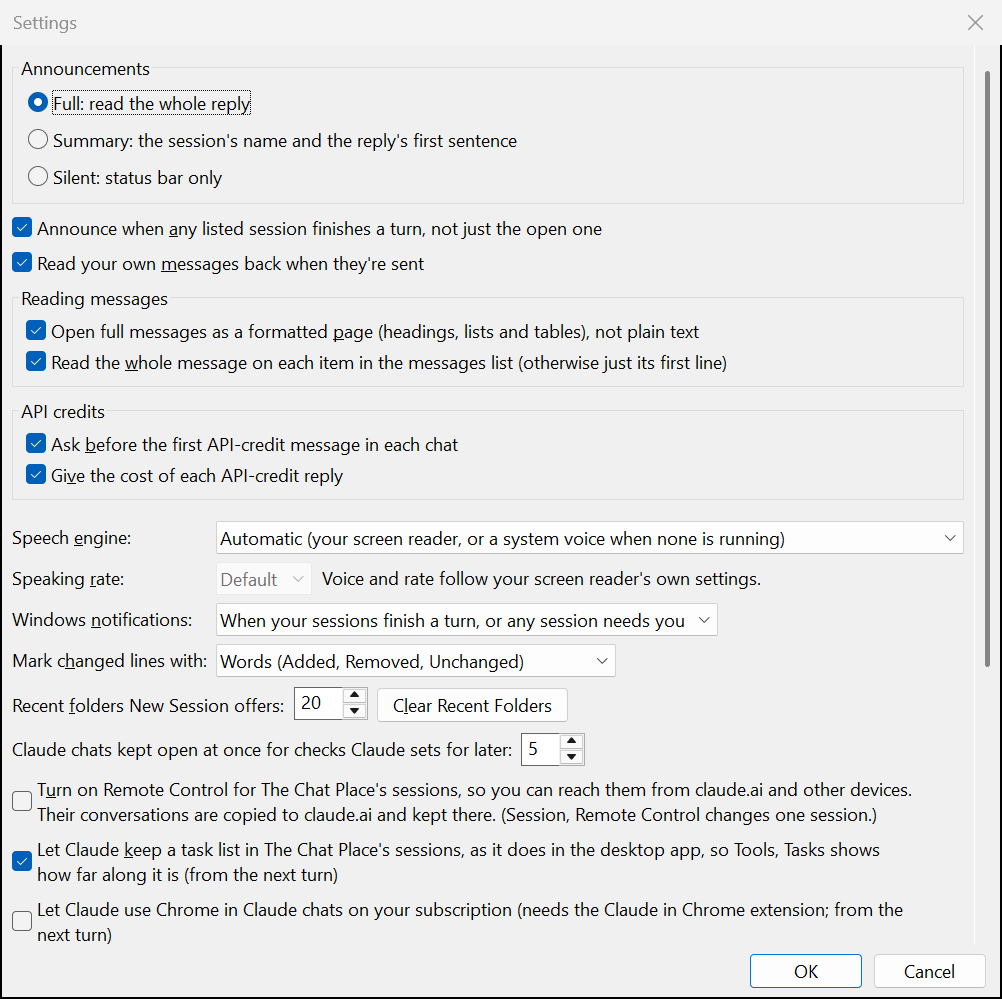 Settings
Announcements
Full: read the whole reply
Summary: the session's name and the reply's first sentence
Silent: status bar only
Announce when any listed session finishes a turn, not just the open one
Read your own messages back when they're sent
Reading messages
Open full messages as a formatted page (headings, lists and tables), not plain text
Read the whole message on each item in the messages list (otherwise just its first line)
API credits
Ask before the first API-credit message in each chat
Give the cost of each API-credit reply
Speech engine: Automatic (your screen reader, or a system voice when none is running)
Speaking rate: Default Voice and rate follow your screen reader's own settings.
Windows notifications: When your sessions finish a turn, or any session needs you
Mark changed lines with: Words (Added, Removed, Unchanged)
Recent folders New Session offers: 20 Clear Recent Folders
Claude chats kept open at once for checks Claude sets for later: 5
Turn on Remote Control for The Chat Place's sessions, so you can reach them from claude.ai and other devices.
Their conversations are copied to claude.ai and kept there. (Session, Remote Control changes one session.)
Let Claude keep a task list in The Chat Place's sessions, as it does in the desktop app, so Tools, Tasks shows
how far along it is (from the next turn)
Let Claude use Chrome in Claude chats on your subscription (needs the Claude in Chrome extension; from the
next turn)
OK Cancel